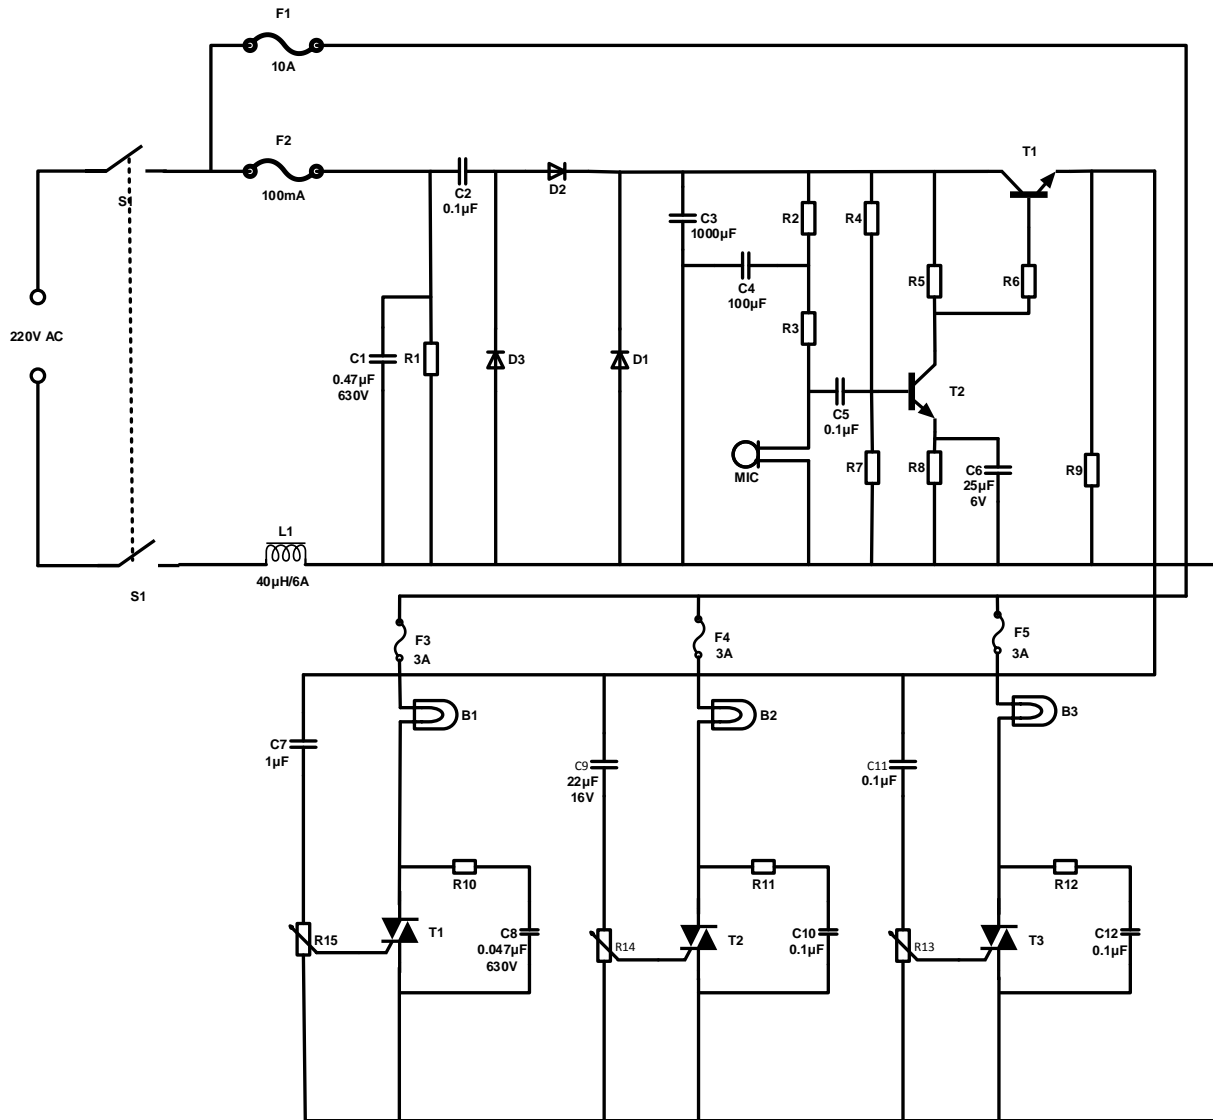 F1
10A
F2
100mA
S1
220V AC
C2
0.1µF
D2
T1
C3
1000µF
R2
R4
C4
100µF
R5
R6
R3
C1
0.47µF
630V
R1
D3
D1
T2
C5
0.1µF
MIC
R7
R8
C6
25µF
6V
R9
L1
40µH/6A
S1
F3
3A
F4
3A
F5
3A
B1
B2
B3
C7
1µF
C9
22µF
16V
C11
0.1µF
R10
R11
R12
R15
T1
C8
0.047µF
630V
R14
T2
C10
0.1µF
R13
T3
C12
0.1µF